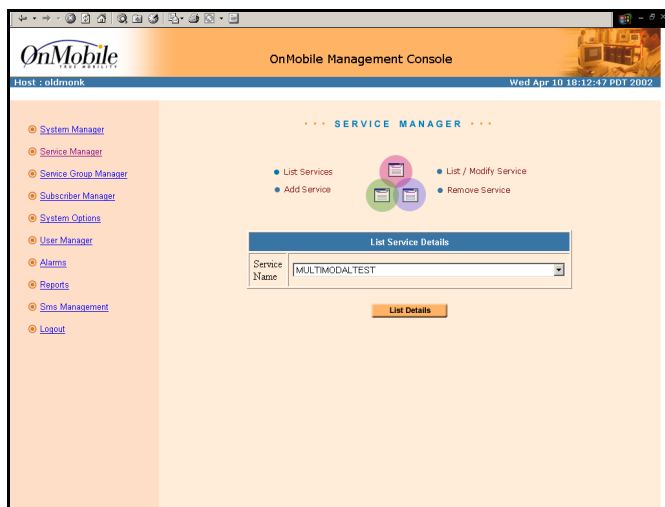 OnMobile
TRUE MOBILITY
OnMobile Management Console
Host : oldmonk
Wed Apr 10 18:12:47 PDT 2002
System Manager
Service Manager
Service Group Manager
Subscriber Manager
System Options
User Manager
Alarms
Reports
Sms Management
Logout
SERVICE MANAGER
List Services
Add Service
List / Modify Service
Remove Service
List Service Details
Service
Name
MULTIMODALTEST
List Details